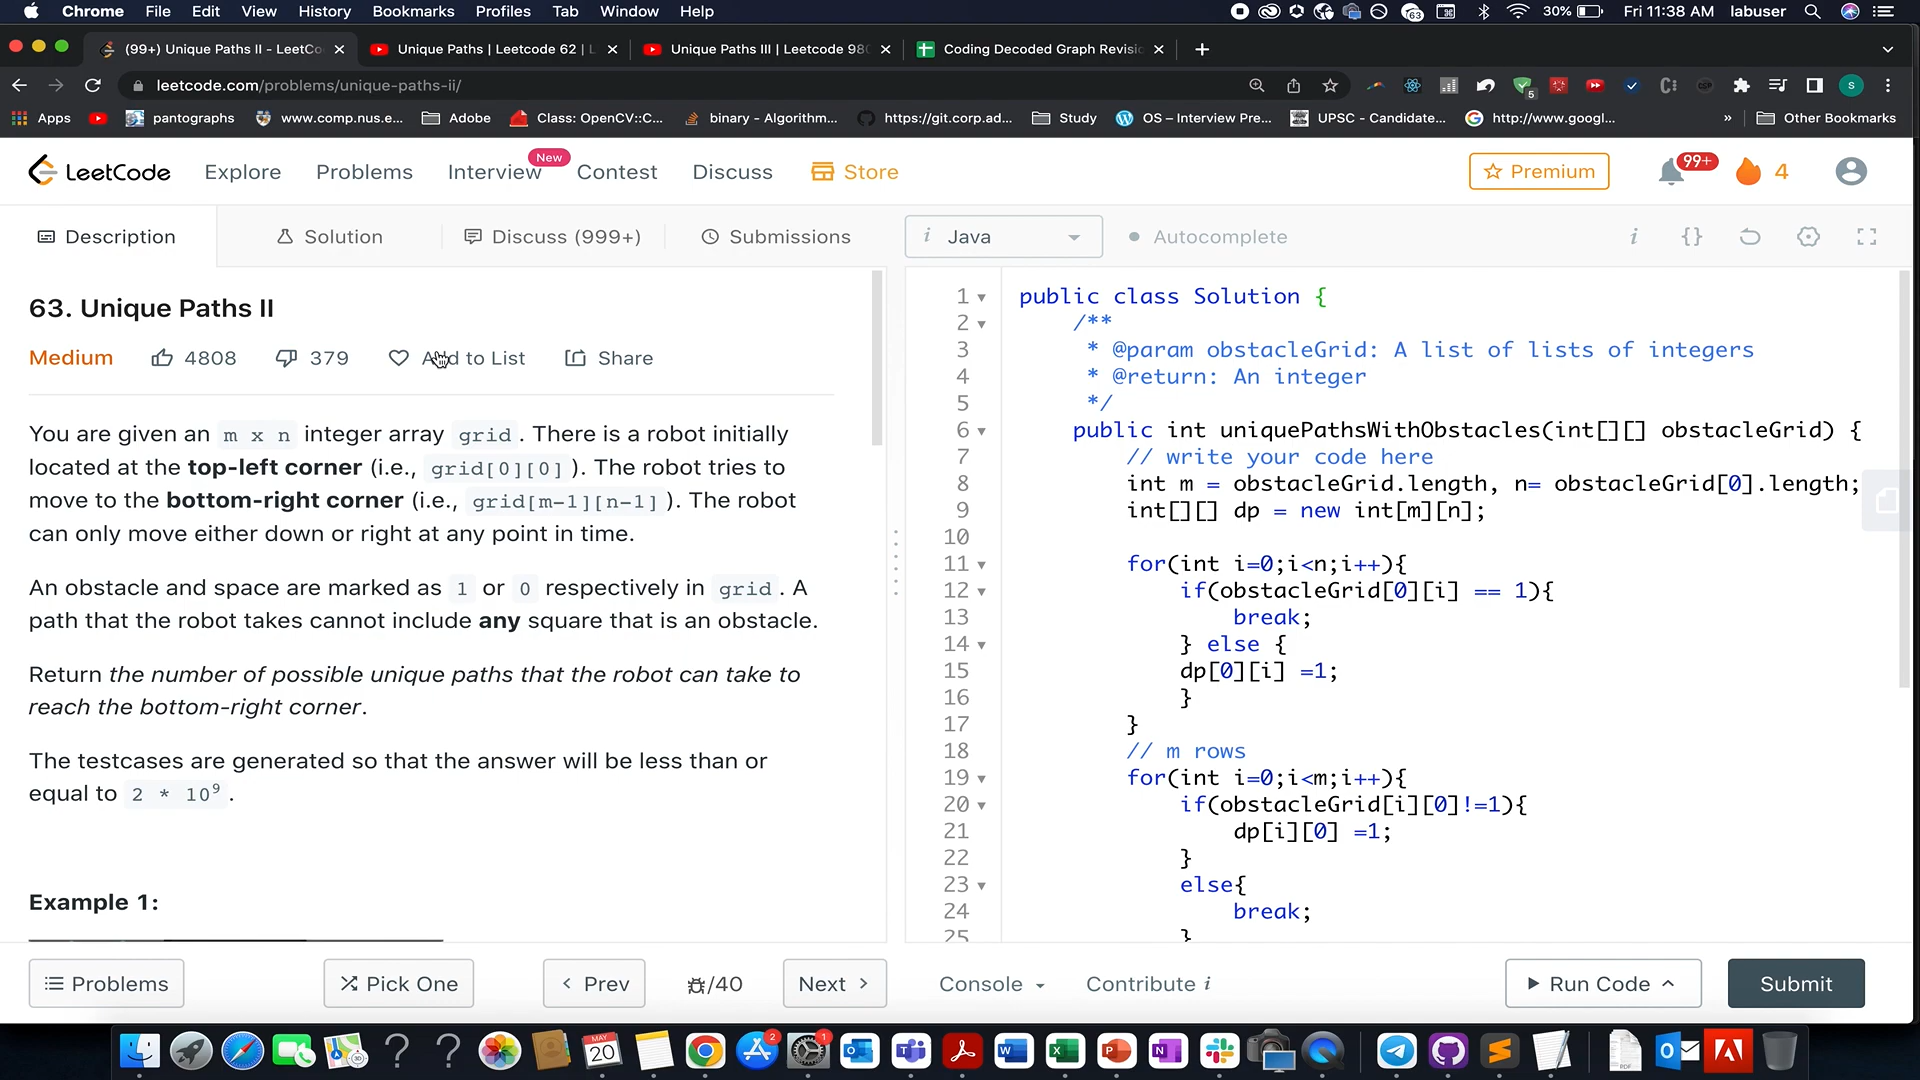 Chrome File Edit View History Bookmarks Profiles Tab Window Help 63 30% Fri 11:38 AM labuser
(99+) Unique Paths II - LeetCo Unique Paths | Leetcode 62 | L Unique Paths III | Leetcode 980 Coding Decoded Graph Revisi
leetcode.com/problems/unique-paths-ii/ 5 S
Apps pantographs www.comp.nus.e... Adobe Class: OpenCV::C... binary - Algorithm... https://git.corp.ad... Study OS – Interview Pre... UPSC - Candidate... http://www.googl... » Other Bookmarks
LeetCode Explore Problems Interview New Contest Discuss Store Premium 99+ 4
Description Solution Discuss (999+) Submissions i Java Autocomplete i {}
63. Unique Paths II
Medium 4808 379 Add to List Share
You are given an m x n integer array grid. There is a robot initially
located at the top-left corner (i.e., grid[0][0]). The robot tries to
move to the bottom-right corner (i.e., grid[m-1][n-1]). The robot
can only move either down or right at any point in time.
An obstacle and space are marked as 1 or 0 respectively in grid. A
path that the robot takes cannot include any square that is an obstacle.
Return the number of possible unique paths that the robot can take to
reach the bottom-right corner.
The testcases are generated so that the answer will be less than or
equal to 2 * 10⁹.
Example 1:
1 public class Solution {
2 /**
3 * @param obstacleGrid: A list of lists of integers
4 * @return: An integer
5 */
6 public int uniquePathsWithObstacles(int[][] obstacleGrid) {
7 // write your code here
8 int m = obstacleGrid.length, n= obstacleGrid[0].length;
9 int[][] dp = new int[m][n];
10
11 for(int i=0;i<n;i++){
12 if(obstacleGrid[0][i] == 1){
13 break;
14 } else {
15 dp[0][i] =1;
16 }
17 }
18 // m rows
19 for(int i=0;i<m;i++){
20 if(obstacleGrid[i][0]!=1){
21 dp[i][0] =1;
22 }
23 else{
24 break;
25 }
Problems Pick One Prev /40 Next Console Contribute i Run Code Submit
MAY 20 2 1